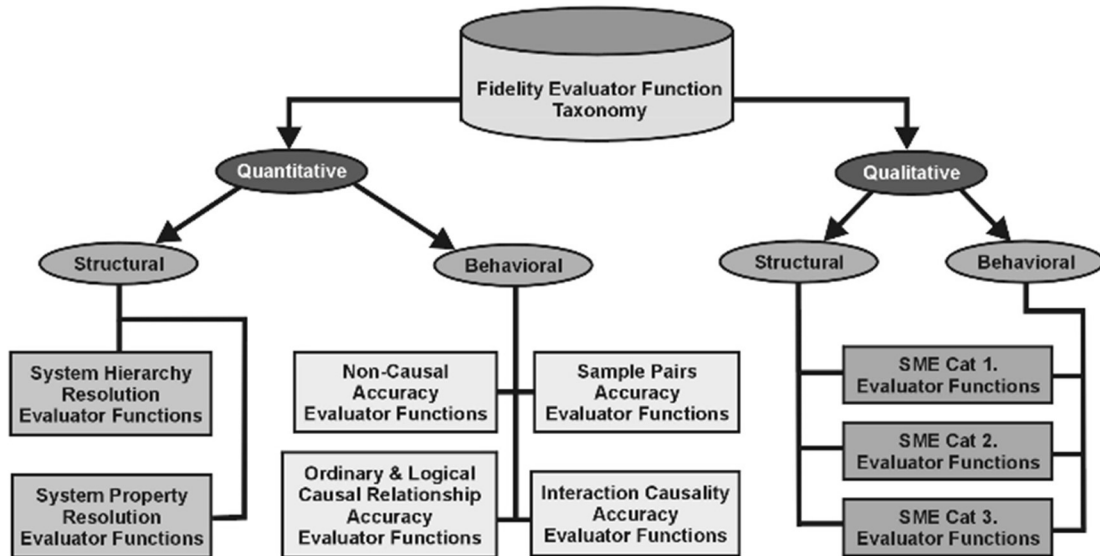 Fidelity Evaluator Function
Taxonomy
Quantitative
Qualitative
Structural
Behavioral
Structural
Behavioral
System Hierarchy
Resolution
Evaluator Functions
Non-Causal
Accuracy
Evaluator Functions
Sample Pairs
Accuracy
Evaluator Functions
SME Cat 1.
Evaluator Functions
System Property
Resolution
Evaluator Functions
Ordinary & Logical
Causal Relationship
Accuracy
Evaluator Functions
Interaction Causality
Accuracy
Evaluator Functions
SME Cat 2.
Evaluator Functions
SME Cat 3.
Evaluator Functions